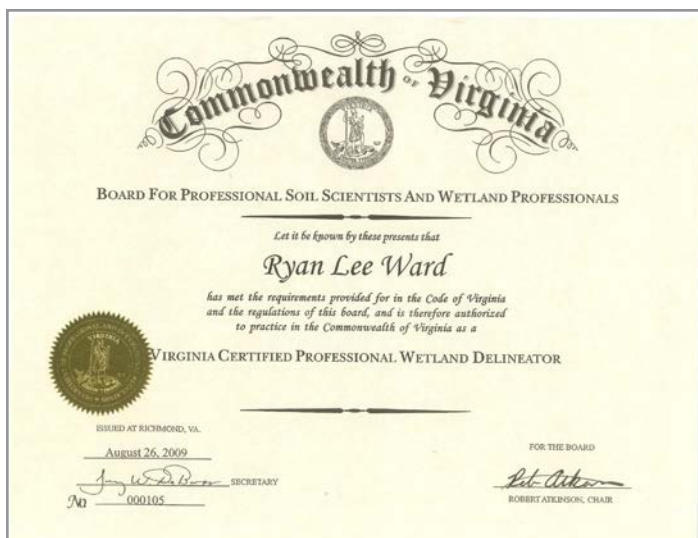 Commonwealth of Virginia
BOARD FOR PROFESSIONAL SOIL SCIENTISTS AND WETLAND PROFESSIONALS
Let it be known by these presents that
Ryan Lee Ward
has met the requirements provided for in the Code of Virginia
and the regulations of this board, and is therefore authorized
to practice in the Commonwealth of Virginia as a
VIRGINIA CERTIFIED PROFESSIONAL WETLAND DELINEATOR
VIRGINIA
ISSUED AT RICHMOND, VA.
August 26, 2009
SECRETARY
No 000105
FOR THE BOARD
ROBERT ATKINSON, CHAIR